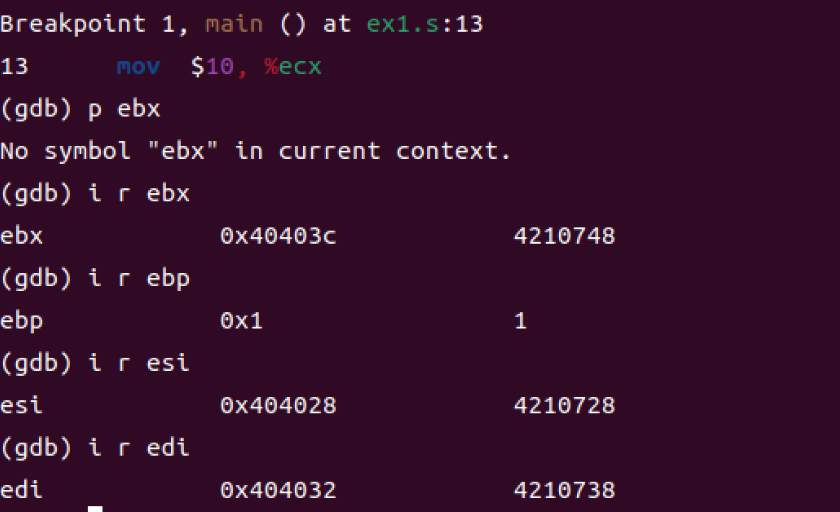 Breakpoint 1, main () at ex1.s:13
13      mov  $10, %ecx
(gdb) p ebx
No symbol "ebx" in current context.
(gdb) i r ebx
ebx            0x40403c            4210748
(gdb) i r ebp
ebp            0x1                 1
(gdb) i r esi
esi            0x404028            4210728
(gdb) i r edi
edi            0x404032            4210738